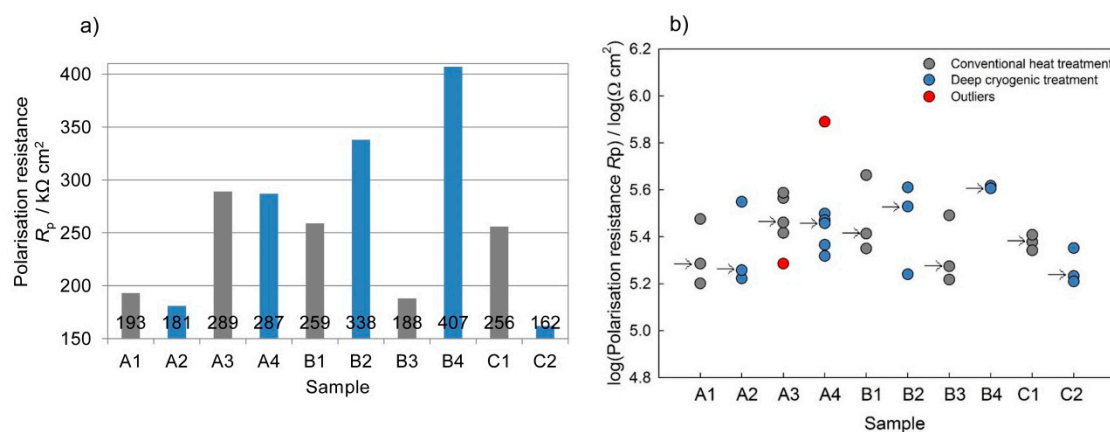 a)
Polarisation resistance
Rp / kΩ cm²
400
350
300
250
200
150
193 181 289 287 259 338 188 407 256 162
A1 A2 A3 A4 B1 B2 B3 B4 C1 C2
Sample
b)
log(Polarisation resistance Rp) / log(Ω cm²)
6.2
6.0
5.8
5.6
5.4
5.2
5.0
4.8
Conventional heat treatment
Deep cryogenic treatment
Outliers
A1 A2 A3 A4 B1 B2 B3 B4 C1 C2
Sample